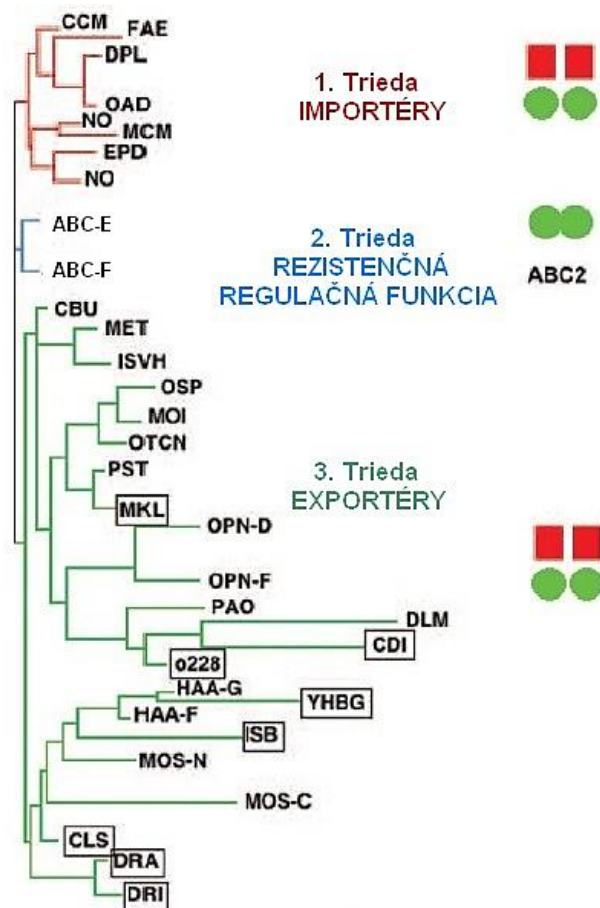 CCM
FAE
DPL
OAD
NO
MCM
EPD
NO
1. Trieda
IMPORTÉRY
ABC-E
ABC-F
2. Trieda
REZISTENČNÁ
REGULAČNÁ FUNKCIA
ABC2
CBU
MET
ISVH
OSP
MOI
OTCN
PST
MKL
3. Trieda
EXPORTÉRY
OPN-D
OPN-F
PAO
DLM
CDI
o228
HAA-G
YHBG
HAA-F
ISB
MOS-N
MOS-C
CLS
DRA
DRI